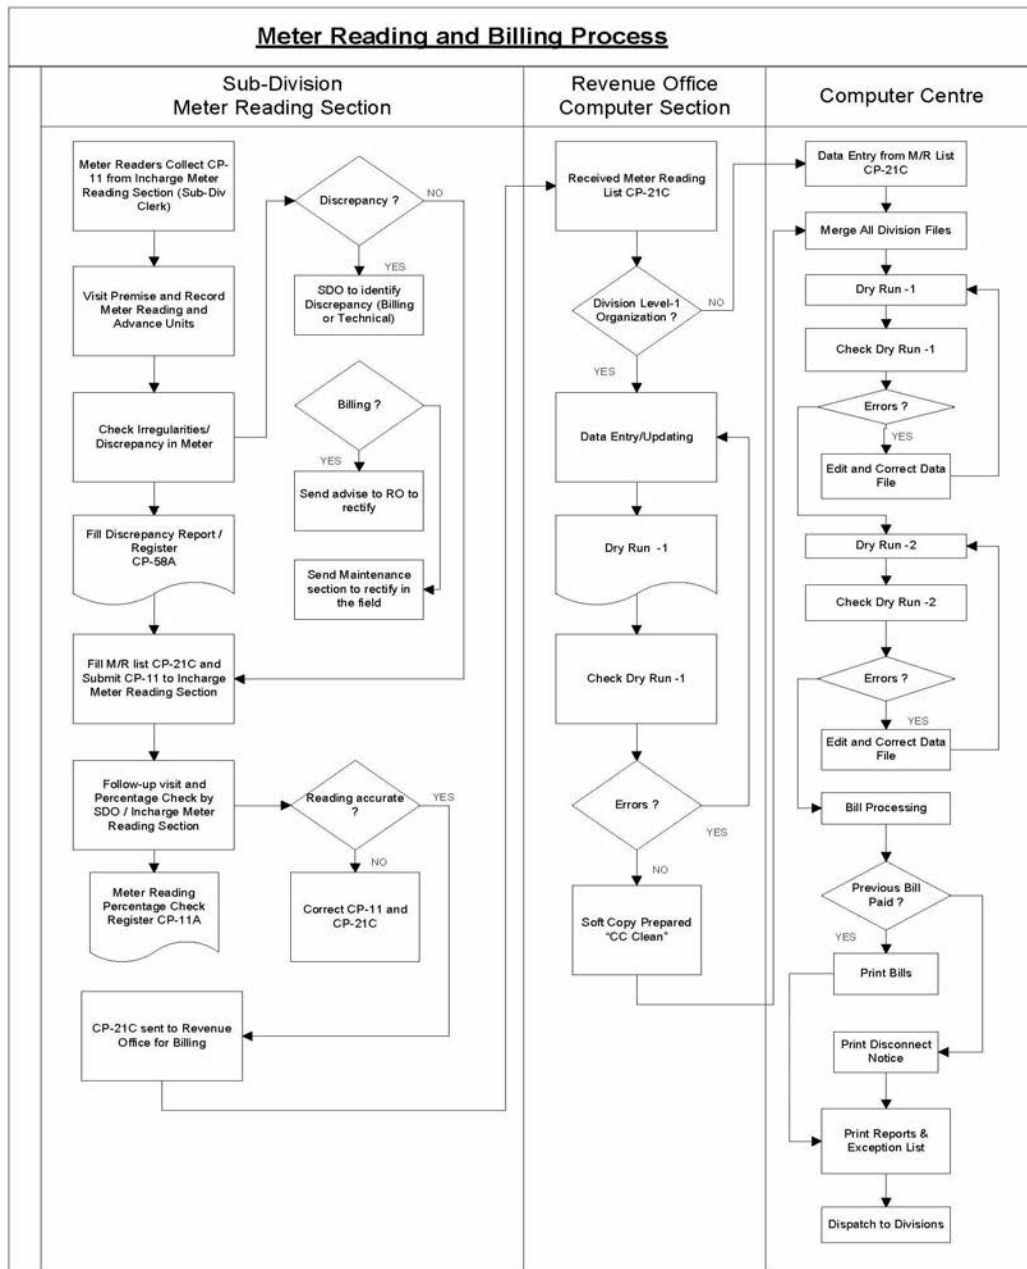 Meter Reading and Billing Process
Sub-Division
Meter Reading Section
Revenue Office
Computer Section
Computer Centre
Meter Readers Collect CP-
11 from Incharge Meter
Reading Section (Sub-Div
Clerk)
Visit Premise and Record
Meter Reading and
Advance Units
Check Irregularities/
Discrepancy in Meter
Fill Discrepancy Report /
Register
CP-58A
Fill M/R list CP-21C and
Submit CP-11 to Incharge
Meter Reading Section
Follow-up visit and
Percentage Check by
SDO / Incharge Meter
Reading Section
Meter Reading
Percentage Check
Register CP-11A
CP-21C sent to Revenue
Office for Billing
Discrepancy ?
NO
YES
SDO to identify
Discrepancy (Billing
or Technical)
Billing ?
YES
Send advise to RO to
rectify
Send Maintenance
section to rectify in
the field
Reading accurate
?
YES
NO
Correct CP-11 and
CP-21C
Received Meter Reading
List CP-21C
Division Level-1
Organization ?
NO
YES
Data Entry/Updating
Dry Run -1
Check Dry Run -1
Errors ?
YES
NO
Soft Copy Prepared
"CC Clean"
Data Entry from M/R List
CP-21C
Merge All Division Files
Dry Run -1
Check Dry Run -1
Errors ?
YES
Edit and Correct Data
File
Dry Run -2
Check Dry Run -2
Errors ?
YES
Edit and Correct Data
File
Bill Processing
Previous Bill
Paid ?
YES
Print Bills
Print Disconnect
Notice
Print Reports &
Exception List
Dispatch to Divisions